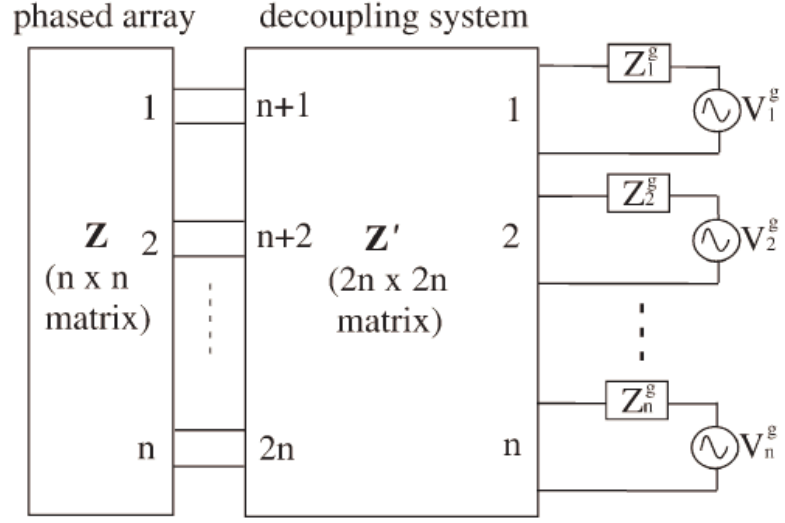 phased array
decoupling system
1
n+1
1
Z₁ᵍ
V₁ᵍ
Z 2
(n x n
matrix)
n+2
Z′
(2n x 2n
matrix)
2
Z₂ᵍ
V₂ᵍ
n
2n
n
Zₙᵍ
Vₙᵍ